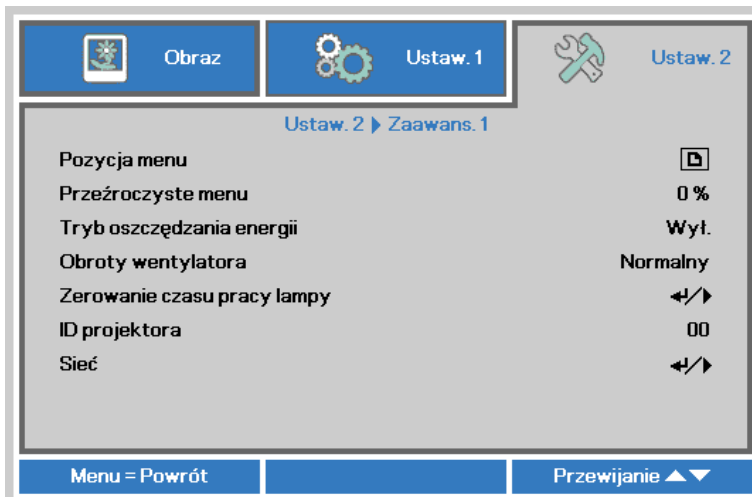 Obraz
Ustaw. 1
Ustaw. 2
Ustaw. 2 Zaawans. 1
Pozycja menu
Przeźroczyste menu 0 %
Tryb oszczędzania energii Wył.
Obroty wentylatora Normalny
Zerowanie czasu pracy lampy
ID projektora 00
Sieć
Menu = Powrót
Przewijanie